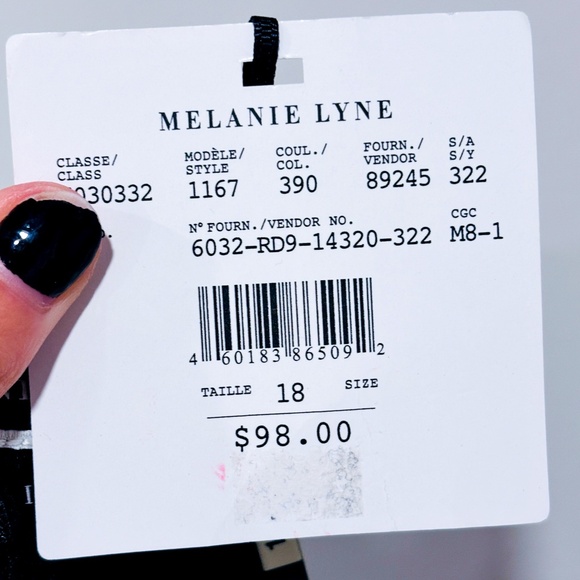 MELANIE LYNE
CLASSE/ MODÈLE/ COUL./ FOURN./ S/A
CLASS STYLE COL. VENDOR S/Y
030332 1167 390 89245 322
N° FOURN./VENDOR NO. CGC
6032-RD9-14320-322 M8-1
4 60183 86509 2
TAILLE 18 SIZE
$98.00